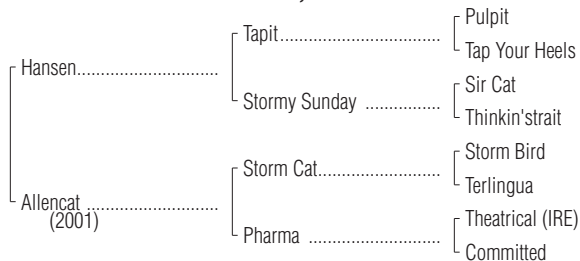 Pulpit
Tapit
Tap Your Heels
Hansen
Sir Cat
Stormy Sunday
Thinkin'strait
Storm Bird
Storm Cat
Terlingua
Allencat
(2001)
Theatrical (IRE)
Pharma
Committed